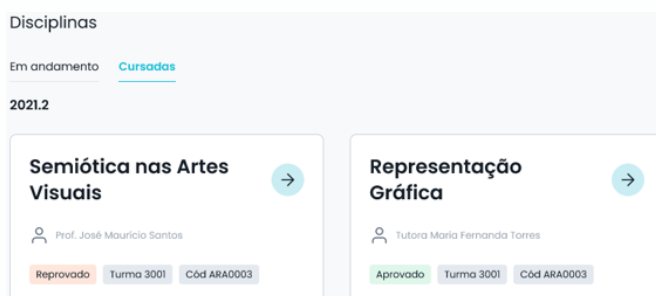 Disciplinas
Em andamento Cursadas
2021.2
Semiótica nas Artes
Visuais
Prof. José Maurício Santos
Reprovado Turma 3001 Cód ARA0003
Representação
Gráfica
Tutora Maria Fernanda Torres
Aprovado Turma 3001 Cód ARA0003